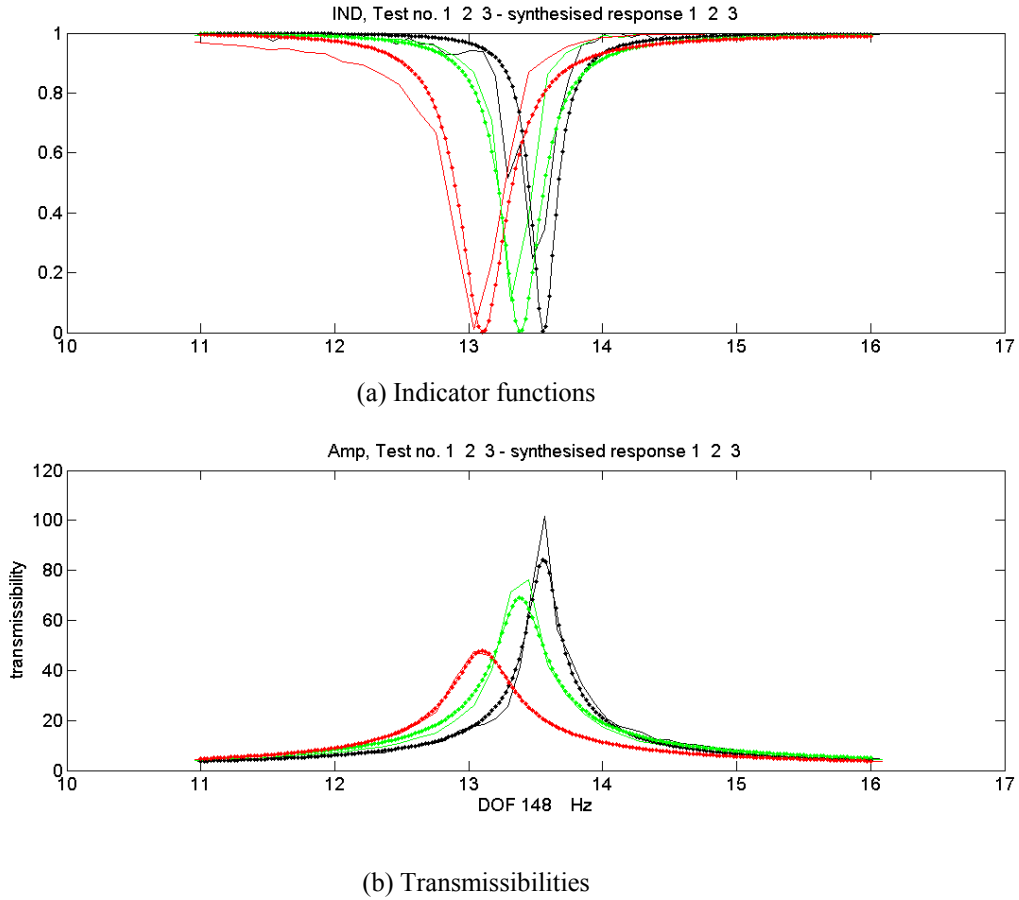 IND, Test no. 1 2 3 - synthesised response 1 2 3
1
0.8
0.6
0.4
0.2
0
10 11 12 13 14 15 16 17
(a) Indicator functions
Amp, Test no. 1 2 3 - synthesised response 1 2 3
120
100
80
60
40
20
0
transmissibility
10 11 12 13 14 15 16 17
DOF 148 Hz
(b) Transmissibilities